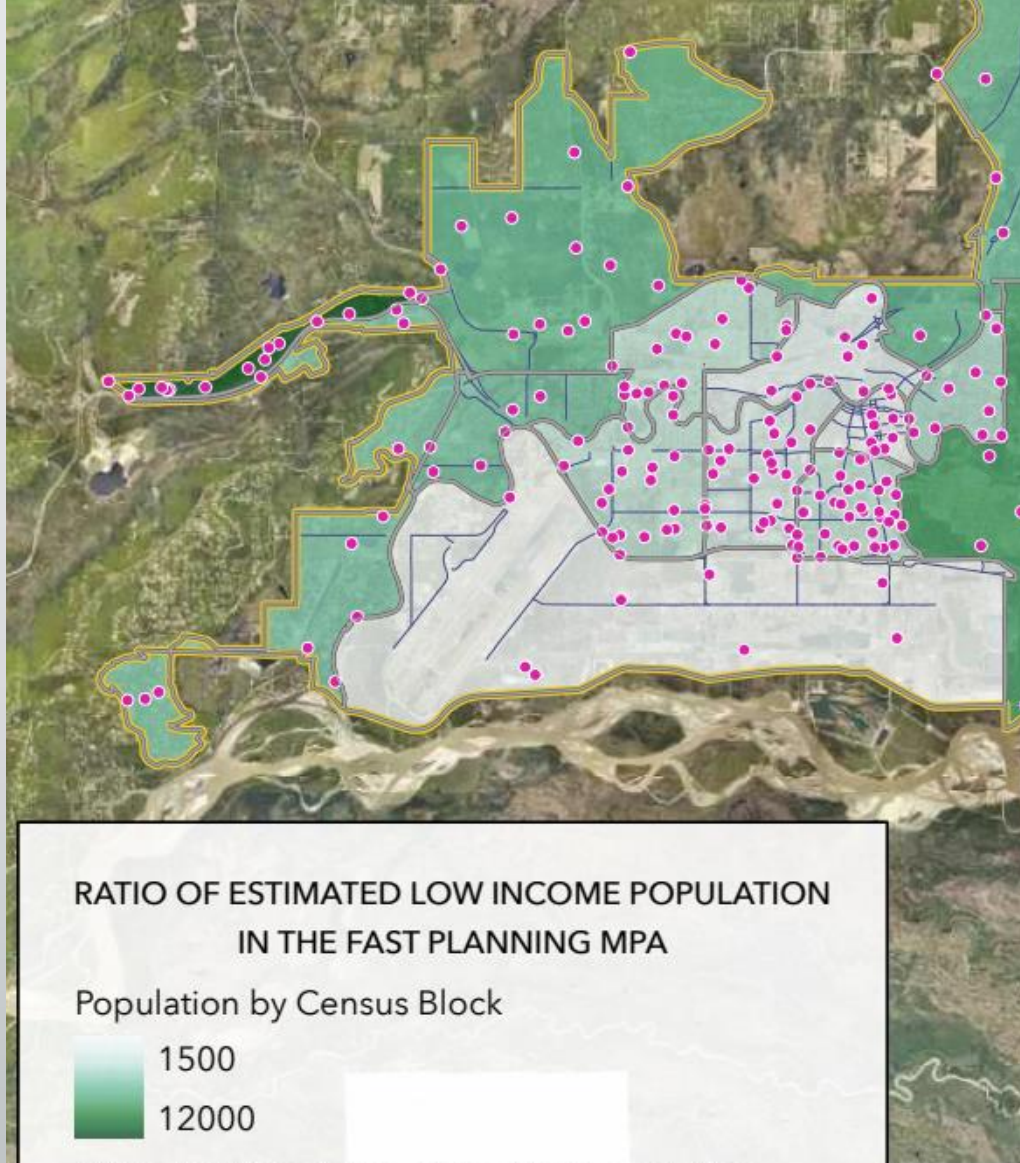 RATIO OF ESTIMATED LOW INCOME POPULATION
IN THE FAST PLANNING MPA
Population by Census Block
1500
12000